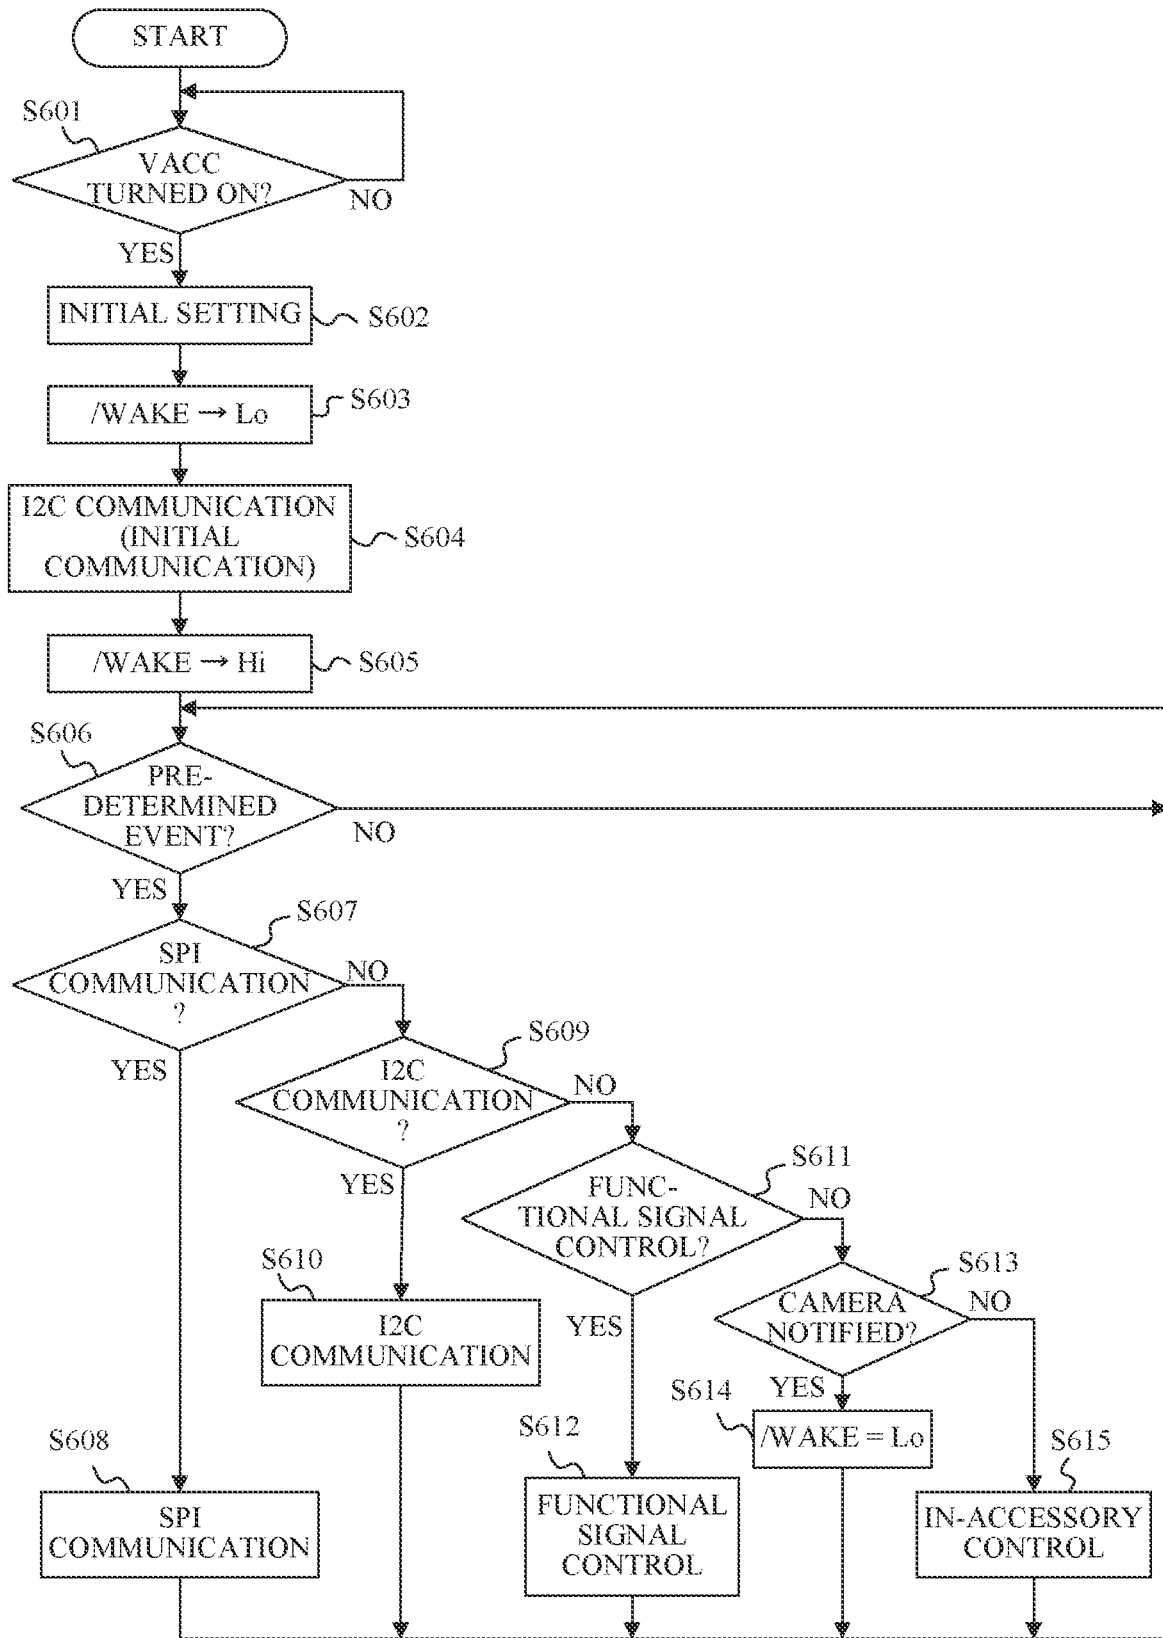 START
S601
VACC
TURNED ON?
NO
YES
INITIAL SETTING
S602
/WAKE → Lo
S603
I2C COMMUNICATION
(INITIAL
COMMUNICATION)
S604
/WAKE → Hi
S605
S606
PRE-
DETERMINED
EVENT?
NO
YES
S607
SPI
COMMUNICATION
?
NO
YES
S609
I2C
COMMUNICATION
?
NO
YES
S611
FUNC-
TIONAL SIGNAL
CONTROL?
NO
YES
S610
I2C
COMMUNICATION
S613
CAMERA
NOTIFIED?
NO
YES
S614
/WAKE = Lo
S608
SPI
COMMUNICATION
S612
FUNCTIONAL
SIGNAL
CONTROL
S615
IN-ACCESSORY
CONTROL